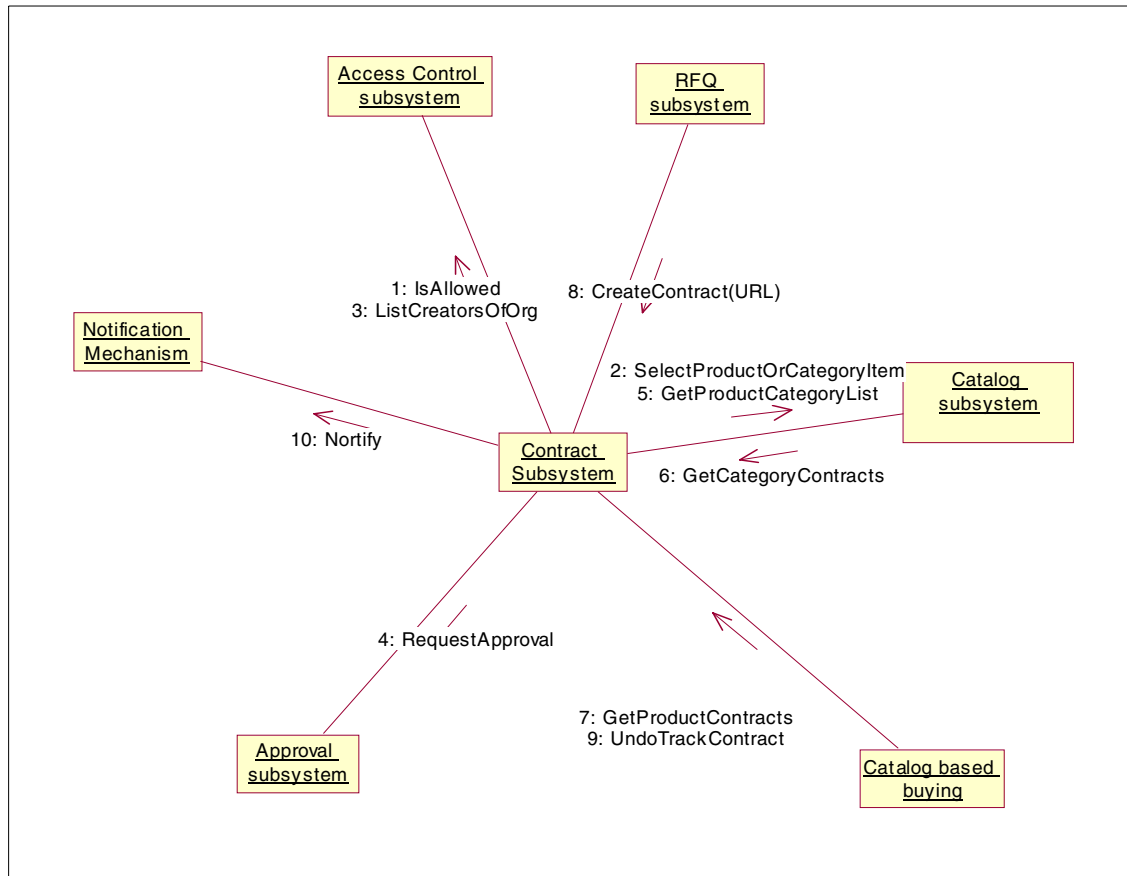 Access Control
subsystem
RFQ
subsystem
1: IsAllowed
3: ListCreatorsOfOrg
8: CreateContract(URL)
Notification
Mechanism
2: SelectProductOrCategoryItem
5: GetProductCategoryList
Catalog
subsystem
10: Nortify
Contract
Subsystem
6: GetCategoryContracts
4: RequestApproval
7: GetProductContracts
9: UndoTrackContract
Approval
subsystem
Catalog based
buying